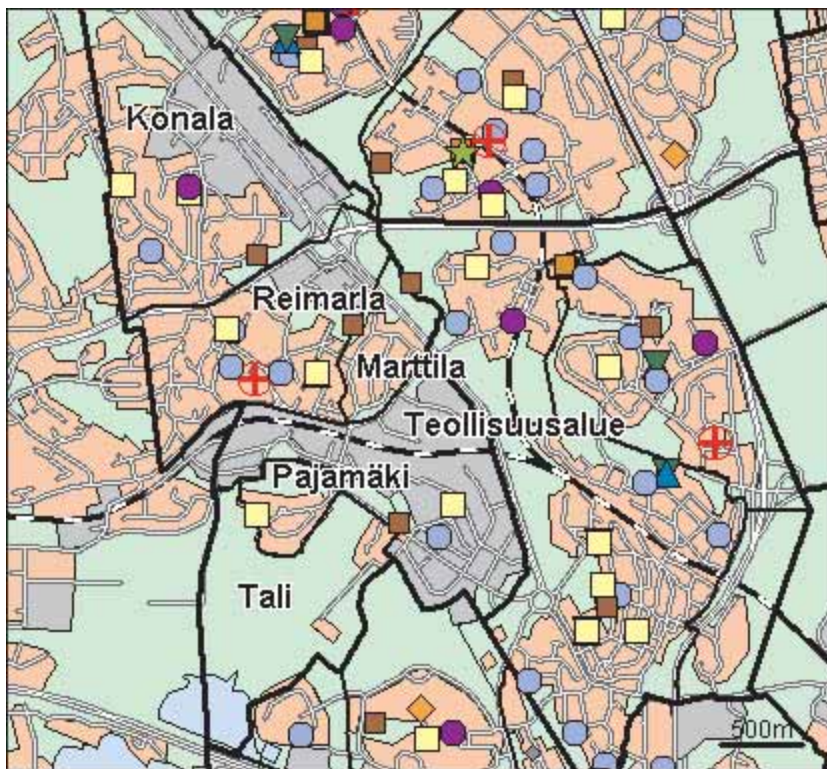 Konala
Reimarla
Marttila
Teollisuusalue
Pajamäki
Tali
500m